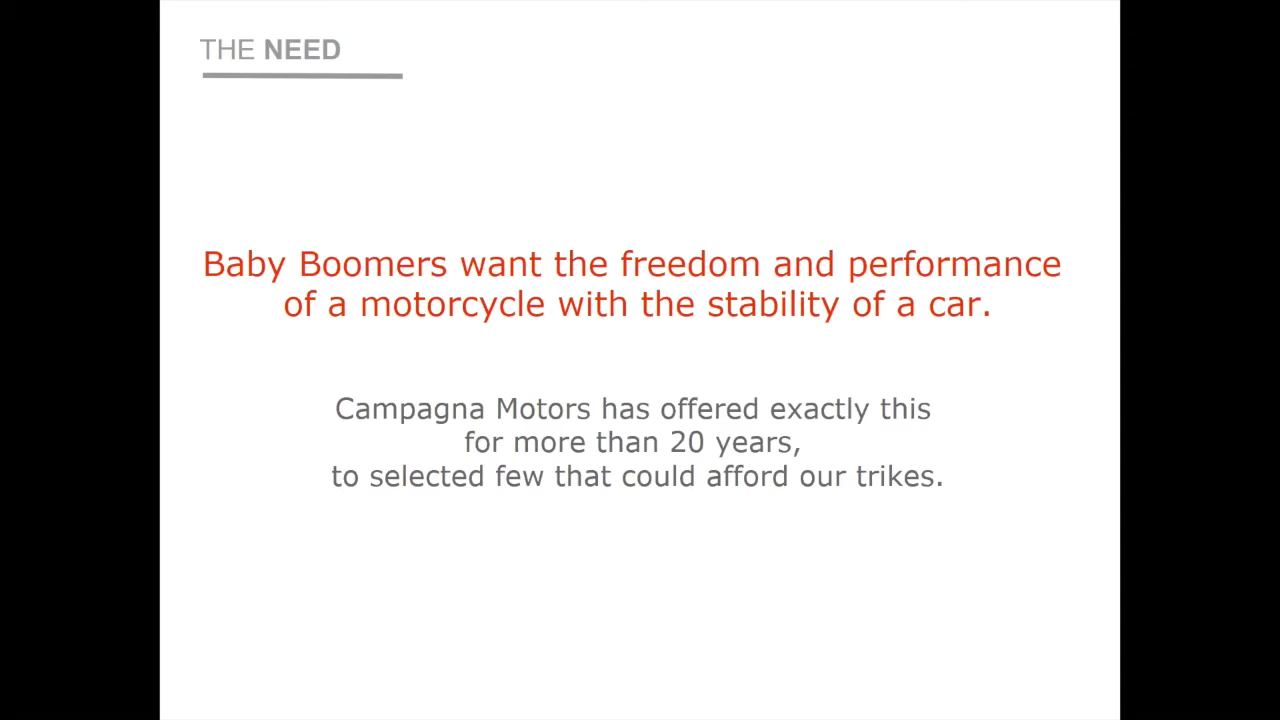 THE NEED
Baby Boomers want the freedom and performance
of a motorcycle with the stability of a car.
Campagna Motors has offered exactly this
for more than 20 years,
to selected few that could afford our trikes.